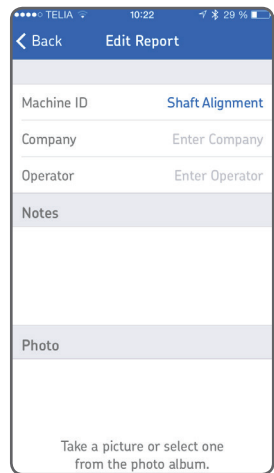 TELIA 10:22 29 %
Back Edit Report
Machine ID Shaft Alignment
Company Enter Company
Operator Enter Operator
Notes
Photo
Take a picture or select one
from the photo album.